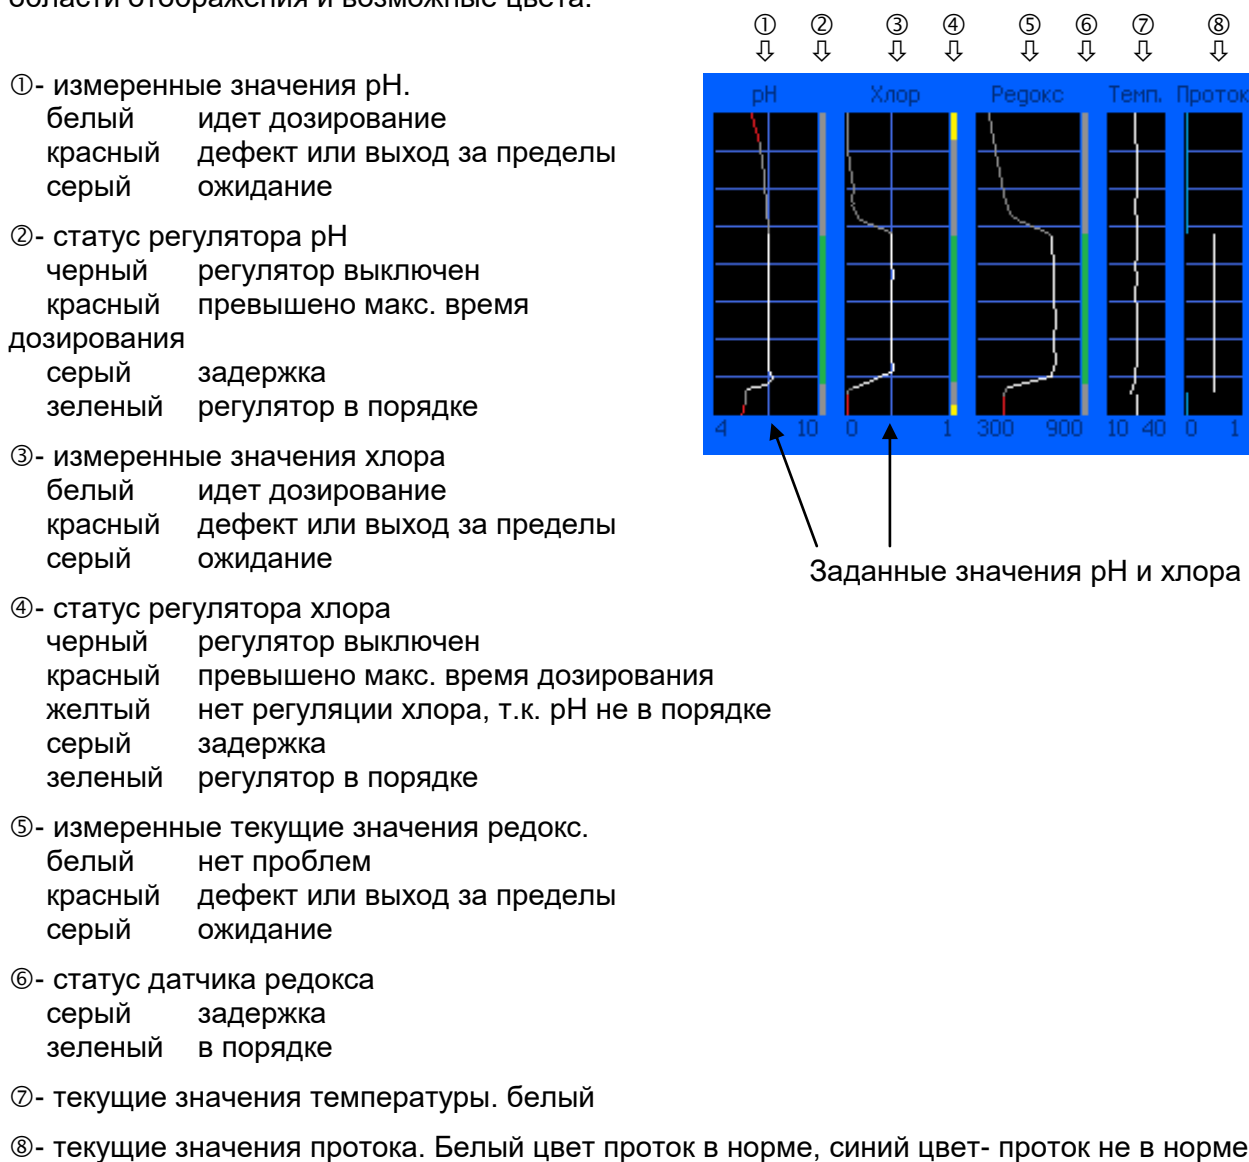 области отображения и возможные цвета:
① ② ③ ④ ⑤ ⑥ ⑦ ⑧
①- измеренные значения pH.
белый идет дозирование
красный дефект или выход за пределы
серый ожидание
②- статус регулятора pH
черный регулятор выключен
красный превышено макс. время
дозирования
серый задержка
зеленый регулятор в порядке
③- измеренные значения хлора
белый идет дозирование
красный дефект или выход за пределы
серый ожидание
④- статус регулятора хлора
черный регулятор выключен
красный превышено макс. время дозирования
желтый нет регуляции хлора, т.к. pH не в порядке
серый задержка
зеленый регулятор в порядке
⑤- измеренные текущие значения редокс.
белый нет проблем
красный дефект или выход за пределы
серый ожидание
⑥- статус датчика редокса
серый задержка
зеленый в порядке
⑦- текущие значения температуры. белый
⑧- текущие значения протока. Белый цвет проток в норме, синий цвет- проток не в норме
pH Хлор Редокс Темп. Проток
4 10 0 1 300 900 10 40 0 1
Заданные значения pH и хлора